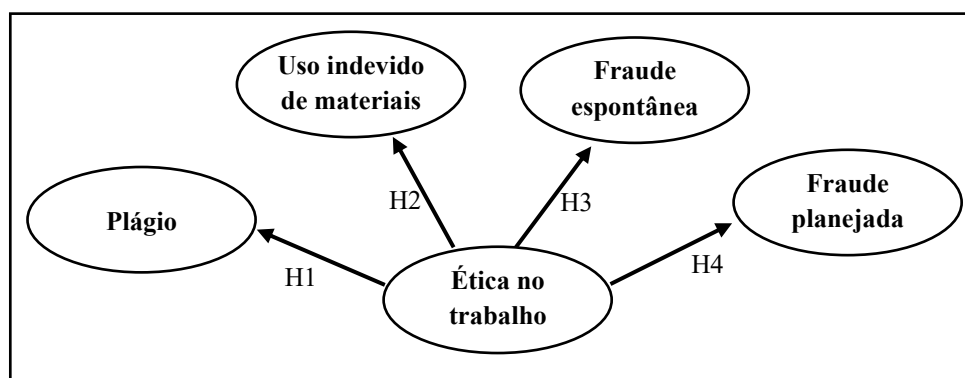 Uso indevido
de materiais
Fraude
espontânea
Plágio
Fraude
planejada
H1
H2
H3
H4
Ética no
trabalho